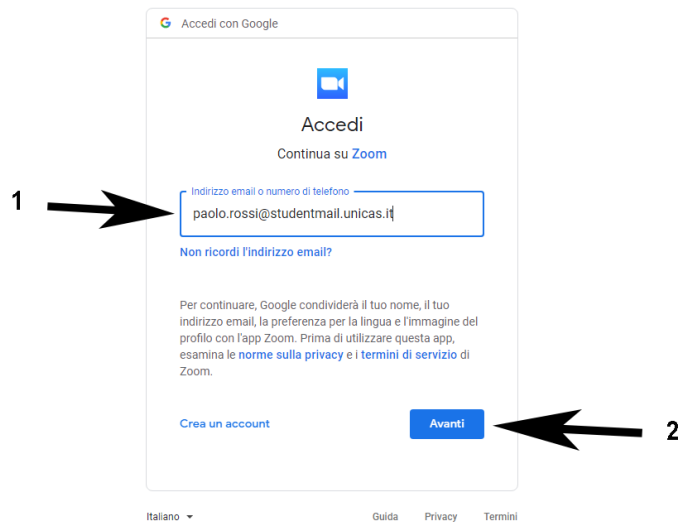 Accedi con Google
Accedi
Continua su Zoom
Indirizzo email o numero di telefono
1
paolo.rossi@studentmail.unicas.it
Non ricordi l'indirizzo email?
Per continuare, Google condividerà il tuo nome, il tuo
indirizzo email, la preferenza per la lingua e l'immagine del
profilo con l'app Zoom. Prima di utilizzare questa app,
esamina le norme sulla privacy e i termini di servizio di
Zoom.
Crea un account
Avanti
2
Italiano
Guida
Privacy
Termini